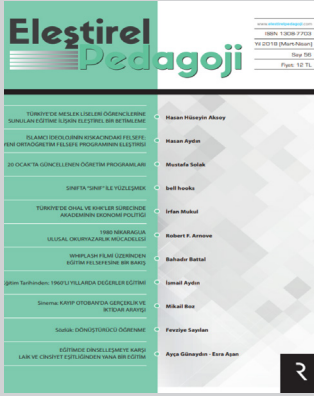 Eleştirel
Pedagoji
www.elestirelpedagoji.com
ISSN 1308-7703
Yıl 2018 (Mart-Nisan)
Sayı 56
Fiyatı: 12 TL
TÜRKİYE'DE MESLEK LİSELERİ ÖĞRENCİLERİNE
SUNULAN EĞİTİME İLİŞKİN ELEŞTİREL BİR BETİMLEME
Hasan Hüseyin Aksoy
İSLAMCI İDEOLOJİNİN KISKACINDAKİ FELSEFE:
YENİ ORTAÖĞRETİM FELSEFE PROGRAMININ ELEŞTİRİSİ
Hasan Aydın
20 OCAK'TA GÜNCELLENEN ÖĞRETİM PROGRAMLARI
Mustafa Solak
SINIFTA "SINIF" İLE YÜZLEŞMEK
bell hooks
TÜRKİYE'DE OHAL VE KHK'LER SÜRECİNDE
AKADEMİNİN EKONOMİ POLİTİĞİ
İrfan Mukul
1980 NİKARAGUA
ULUSAL OKURYAZARLIK MÜCADELESİ
Robert F. Arnove
WHIPLASH FİLMİ ÜZERİNDEN
EĞİTİM FELSEFESİNE BİR BAKIŞ
Bahadır Battal
Eğitim Tarihinden: 1960'LI YILLARDA DEĞERLER EĞİTİMİ
İsmail Aydın
Sinema: KAYIP OTOBAN'DA GERÇERLİK VE
İKTİDAR ARAYIŞI
Mikail Boz
Sözlük: DÖNÜŞTÜRÜCÜ ÖĞRENME
Fevziye Sayılan
EĞİTİMDE DİNSELLEŞMEYE KARŞI
LAİK VE CİNSİYET EŞİTLİĞİNDEN YANA BİR EĞİTİM
Ayça Günaydın - Esra Aşan